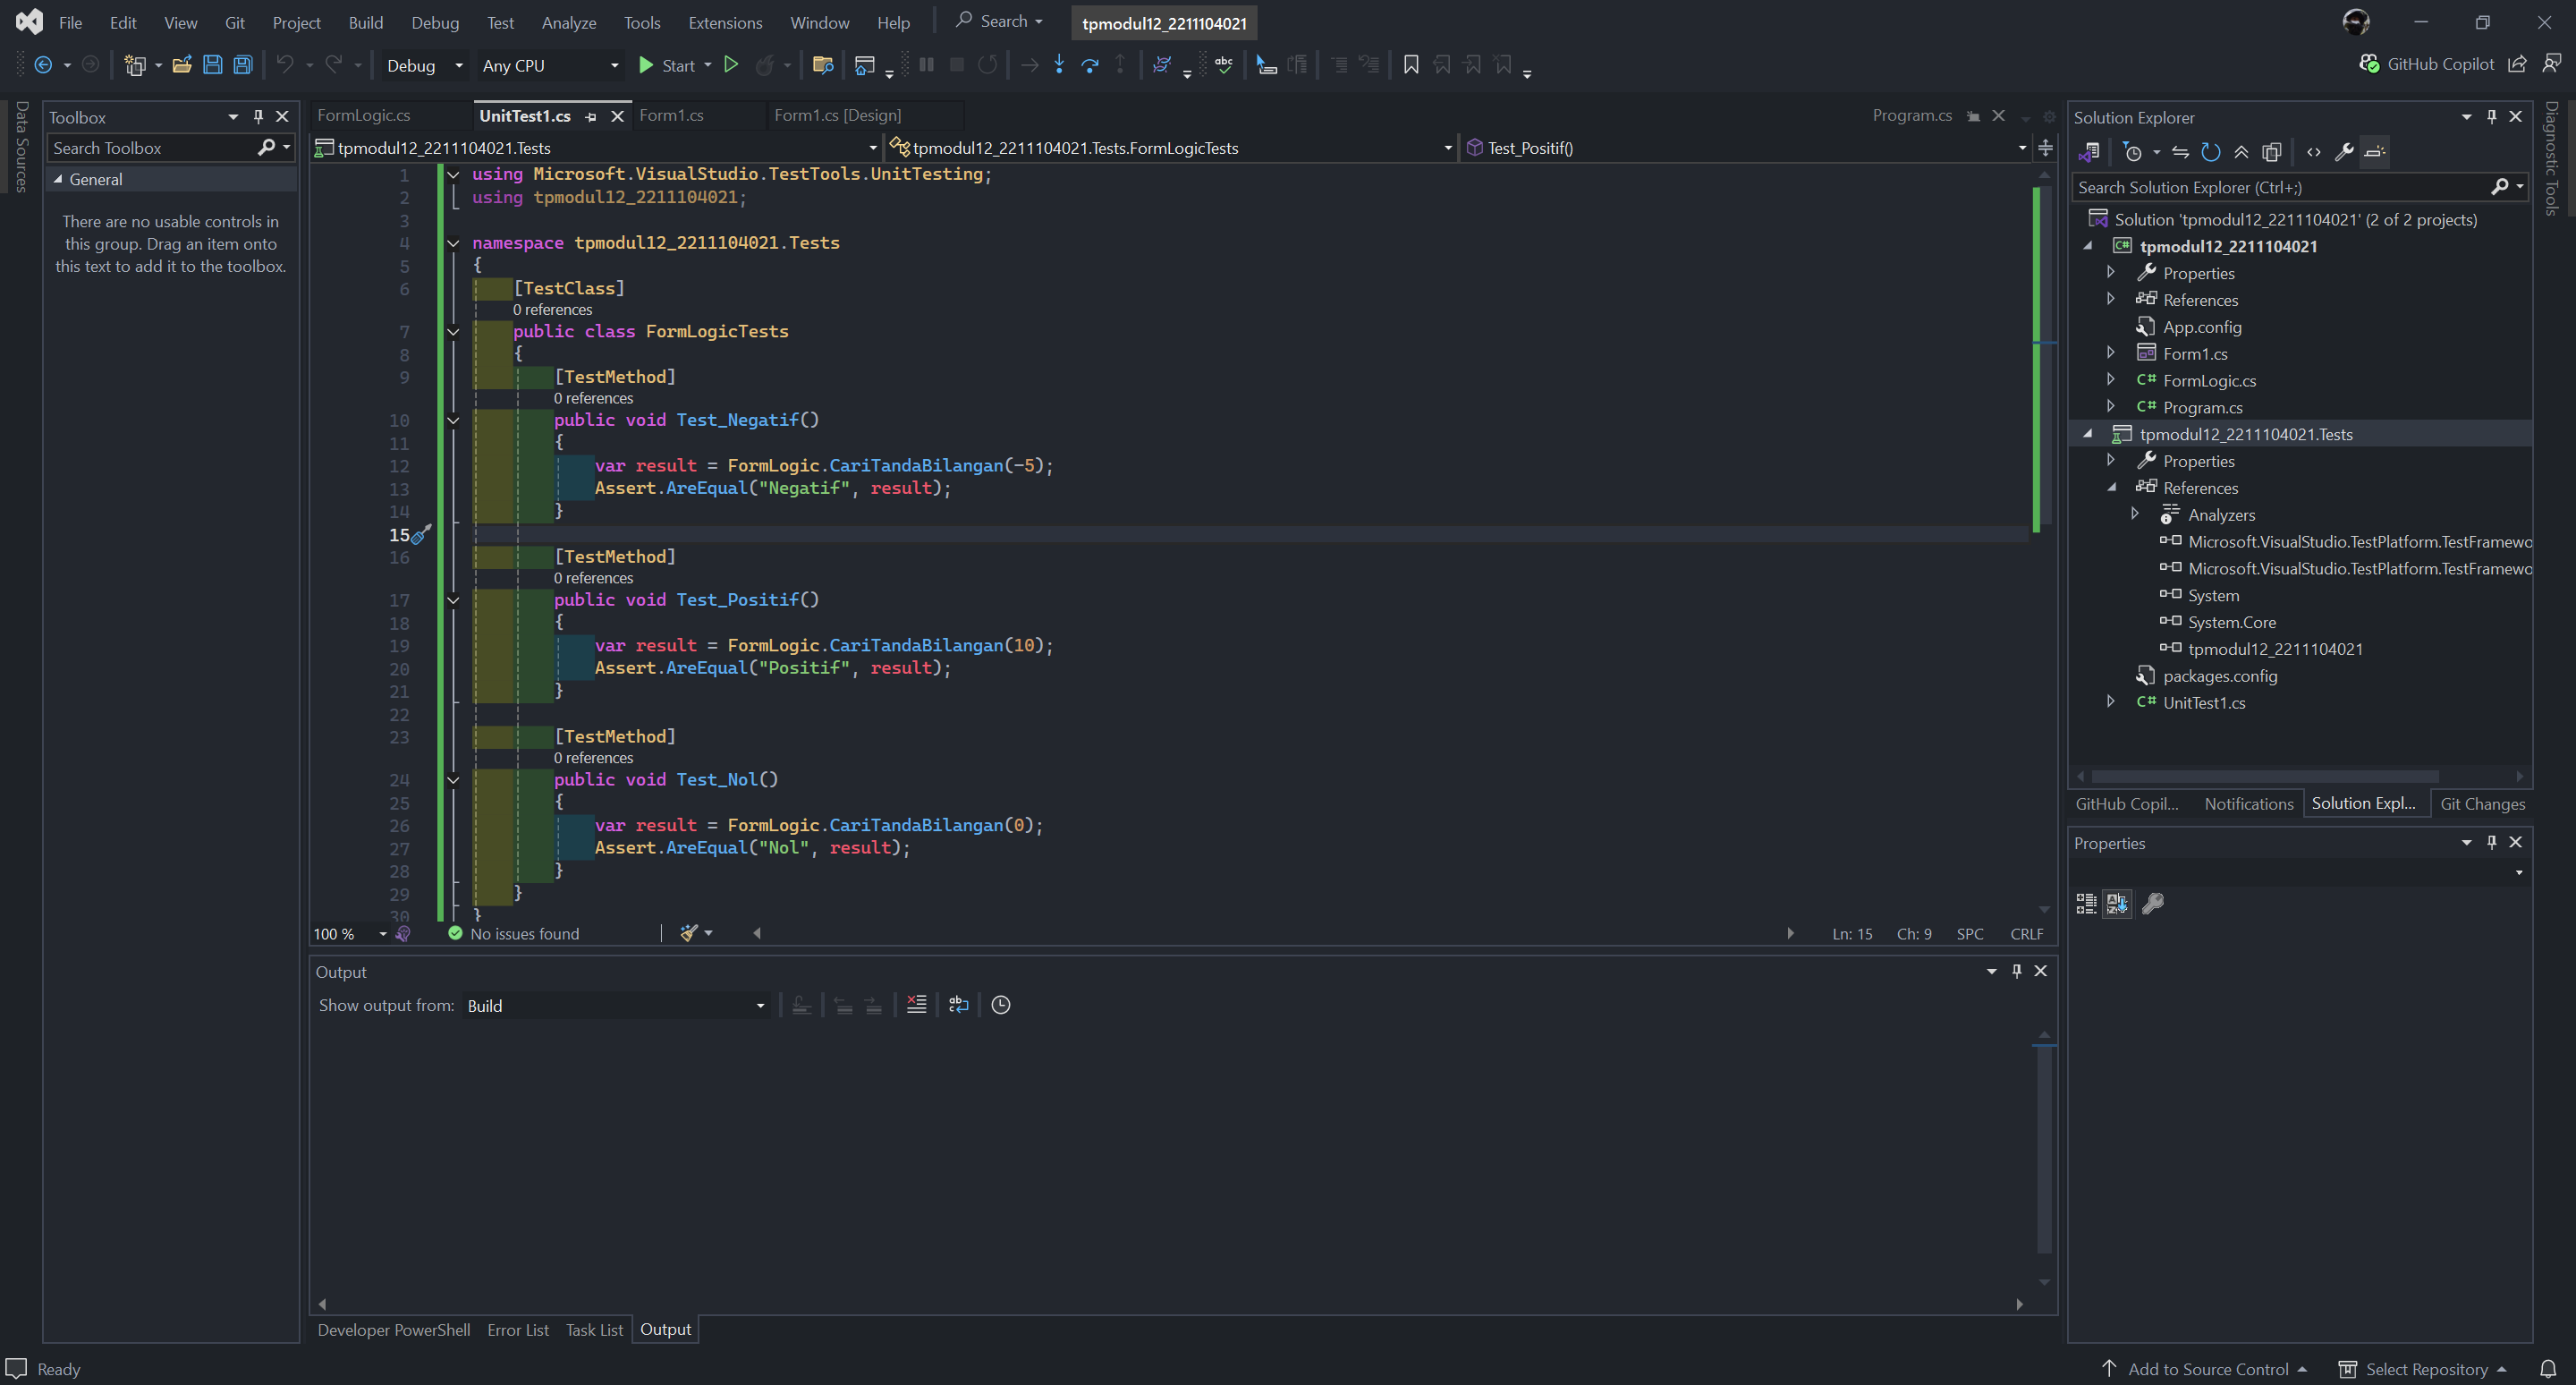 File Edit View Git Project Build Debug Test Analyze Tools Extensions Window Help Search tpmodul12_2211104021
Debug Any CPU Start GitHub Copilot
Data Sources
Toolbox
Search Toolbox
General
There are no usable controls in
this group. Drag an item onto
this text to add it to the toolbox.
FormLogic.cs UnitTest1.cs Form1.cs Form1.cs [Design] Program.cs
tpmodul12_2211104021.Tests tpmodul12_2211104021.Tests.FormLogicTests Test_Positif()
1 using Microsoft.VisualStudio.TestTools.UnitTesting;
2 using tpmodul12_2211104021;
3
4 namespace tpmodul12_2211104021.Tests
5 {
6 [TestClass]
0 references
7 public class FormLogicTests
8 {
9 [TestMethod]
0 references
10 public void Test_Negatif()
11 {
12 var result = FormLogic.CariTandaBilangan(-5);
13 Assert.AreEqual("Negatif", result);
14 }
15
16 [TestMethod]
0 references
17 public void Test_Positif()
18 {
19 var result = FormLogic.CariTandaBilangan(10);
20 Assert.AreEqual("Positif", result);
21 }
22
23 [TestMethod]
0 references
24 public void Test_Nol()
25 {
26 var result = FormLogic.CariTandaBilangan(0);
27 Assert.AreEqual("Nol", result);
28 }
29 }
30 }
100 % No issues found Ln: 15 Ch: 9 SPC CRLF
Output
Show output from: Build
Developer PowerShell Error List Task List Output
Solution Explorer
Search Solution Explorer (Ctrl+;)
Solution 'tpmodul12_2211104021' (2 of 2 projects)
C# tpmodul12_2211104021
Properties
References
App.config
Form1.cs
C# FormLogic.cs
C# Program.cs
tpmodul12_2211104021.Tests
Properties
References
Analyzers
Microsoft.VisualStudio.TestPlatform.TestFramewo
Microsoft.VisualStudio.TestPlatform.TestFramewo
System
System.Core
tpmodul12_2211104021
packages.config
C# UnitTest1.cs
GitHub Copil... Notifications Solution Expl... Git Changes
Properties
Diagnostic Tools
Ready Add to Source Control Select Repository